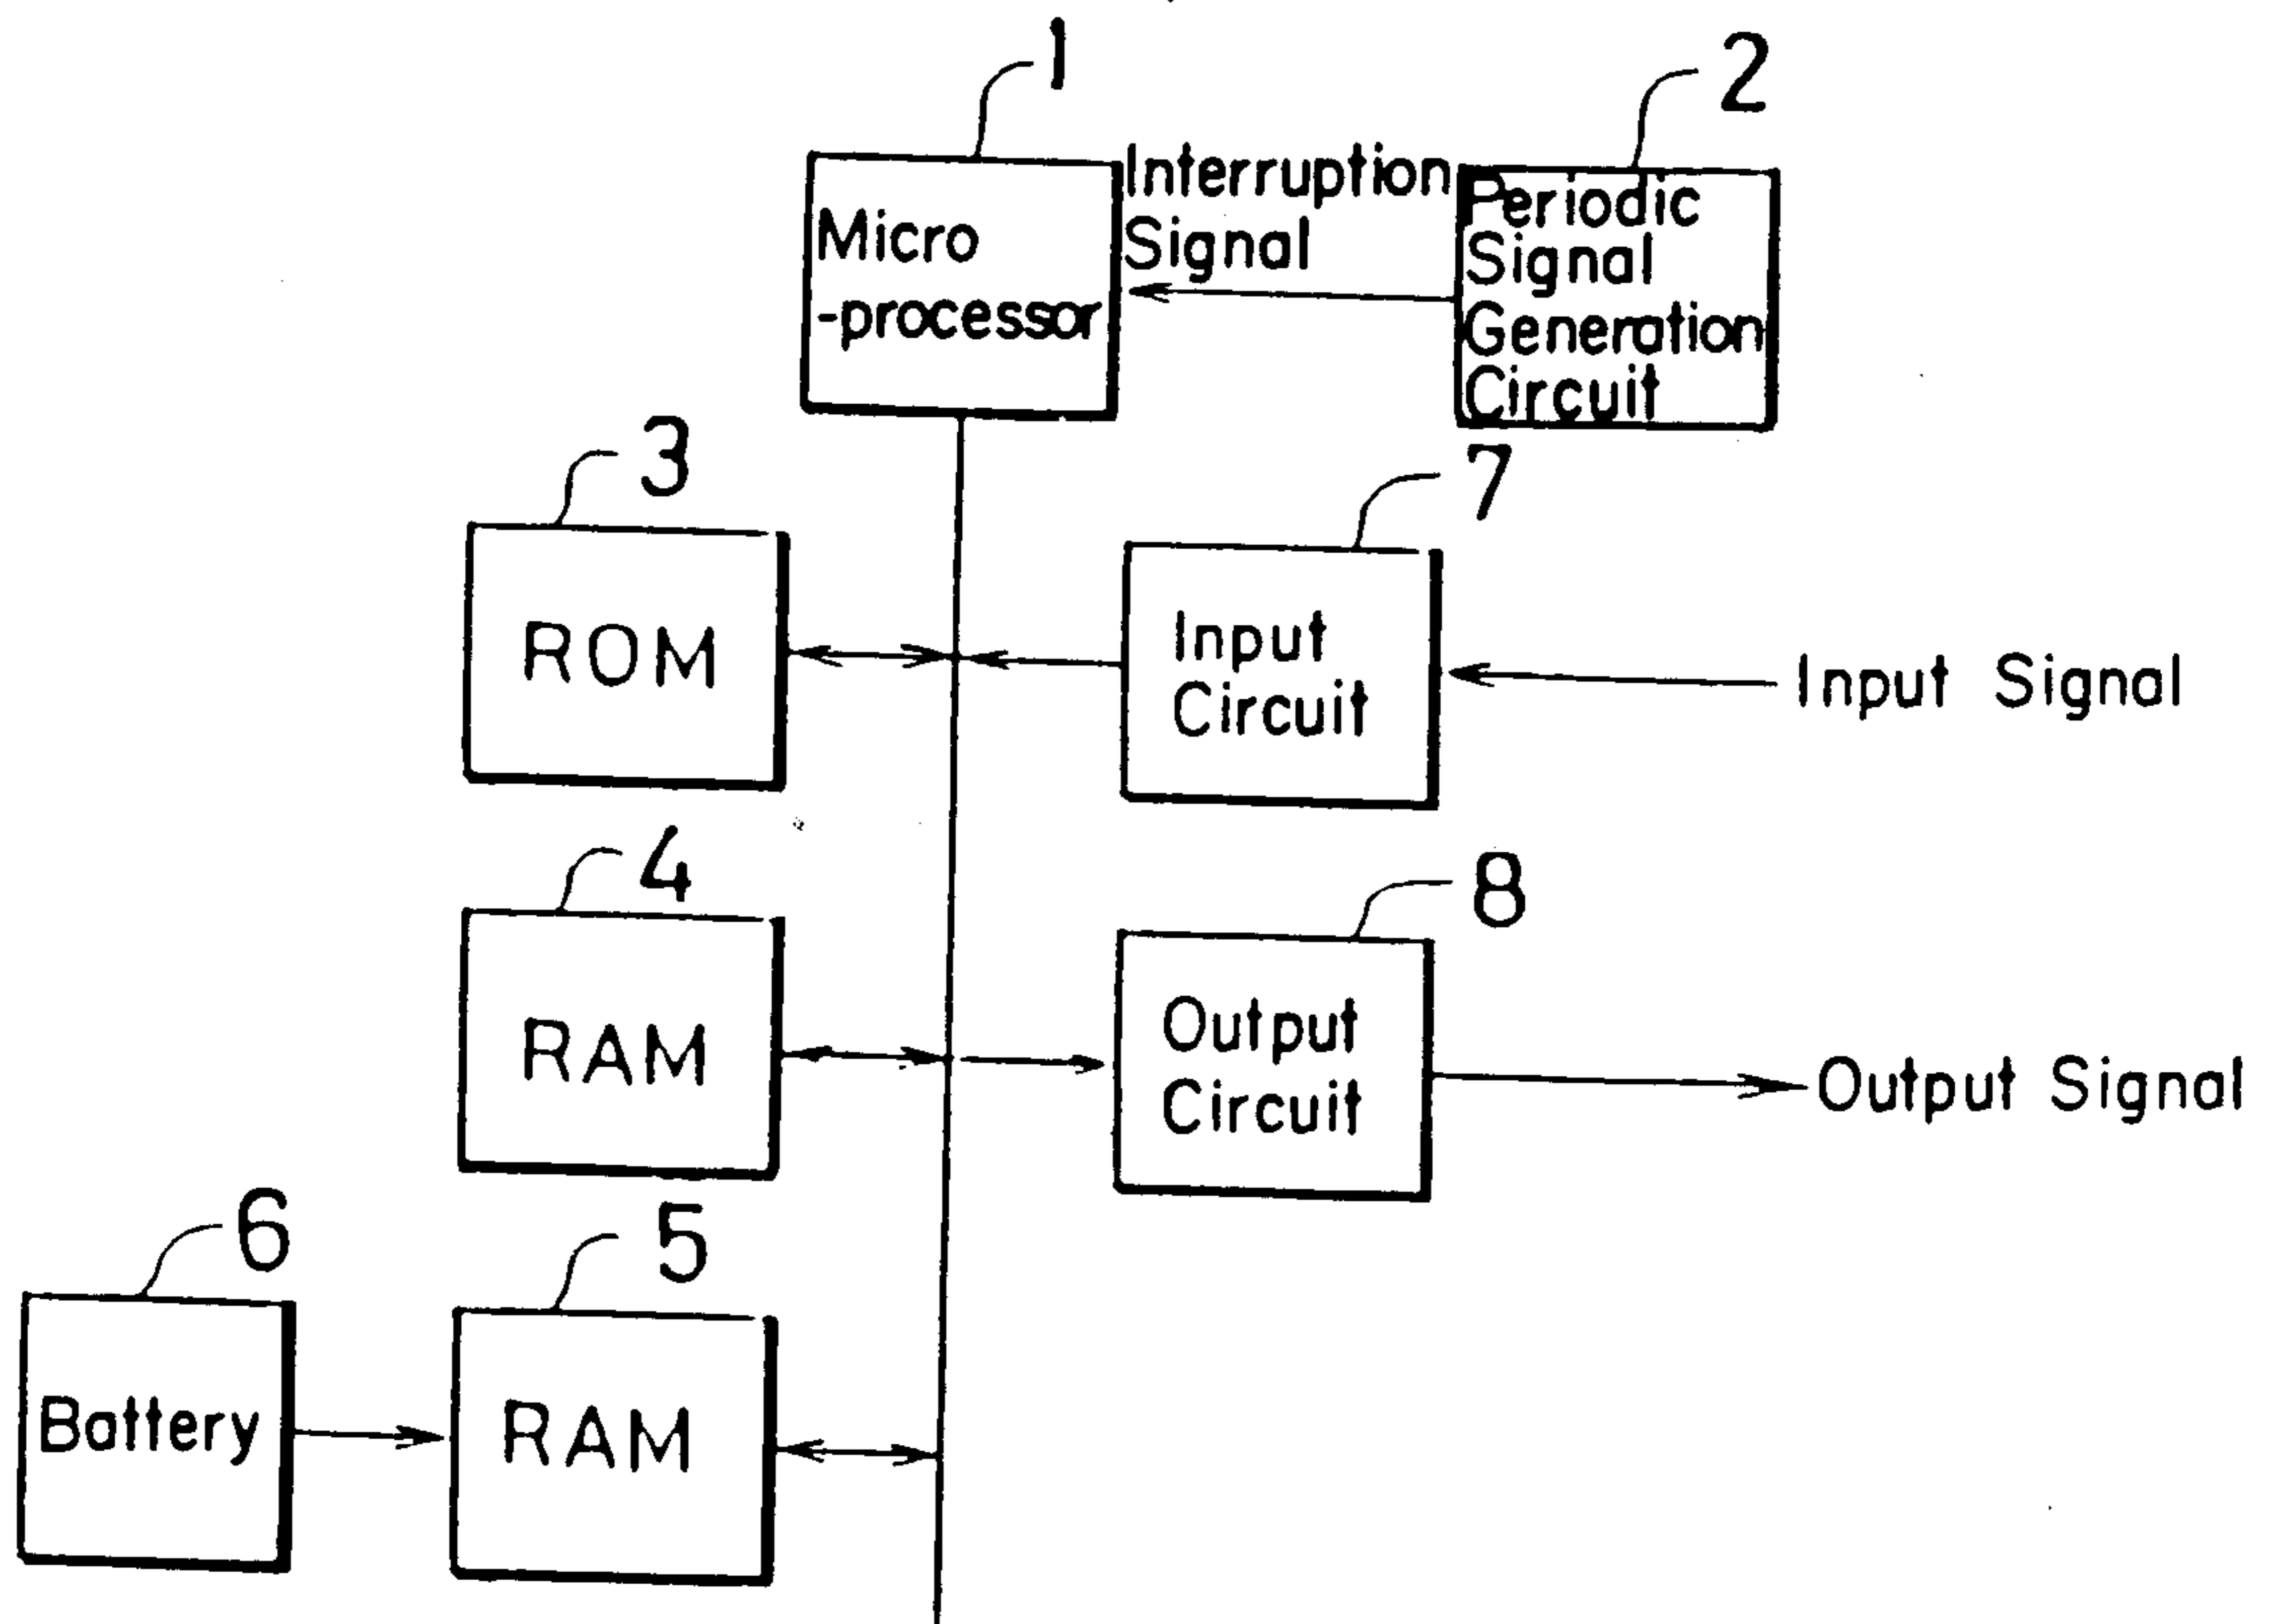 1
2
Micro
-processor
Interruption
Signal
Periodic
Signal
Generation
Circuit
3
ROM
7
Input
Circuit
Input Signal
4
RAM
8
Output
Circuit
Output Signal
6
Battery
5
RAM